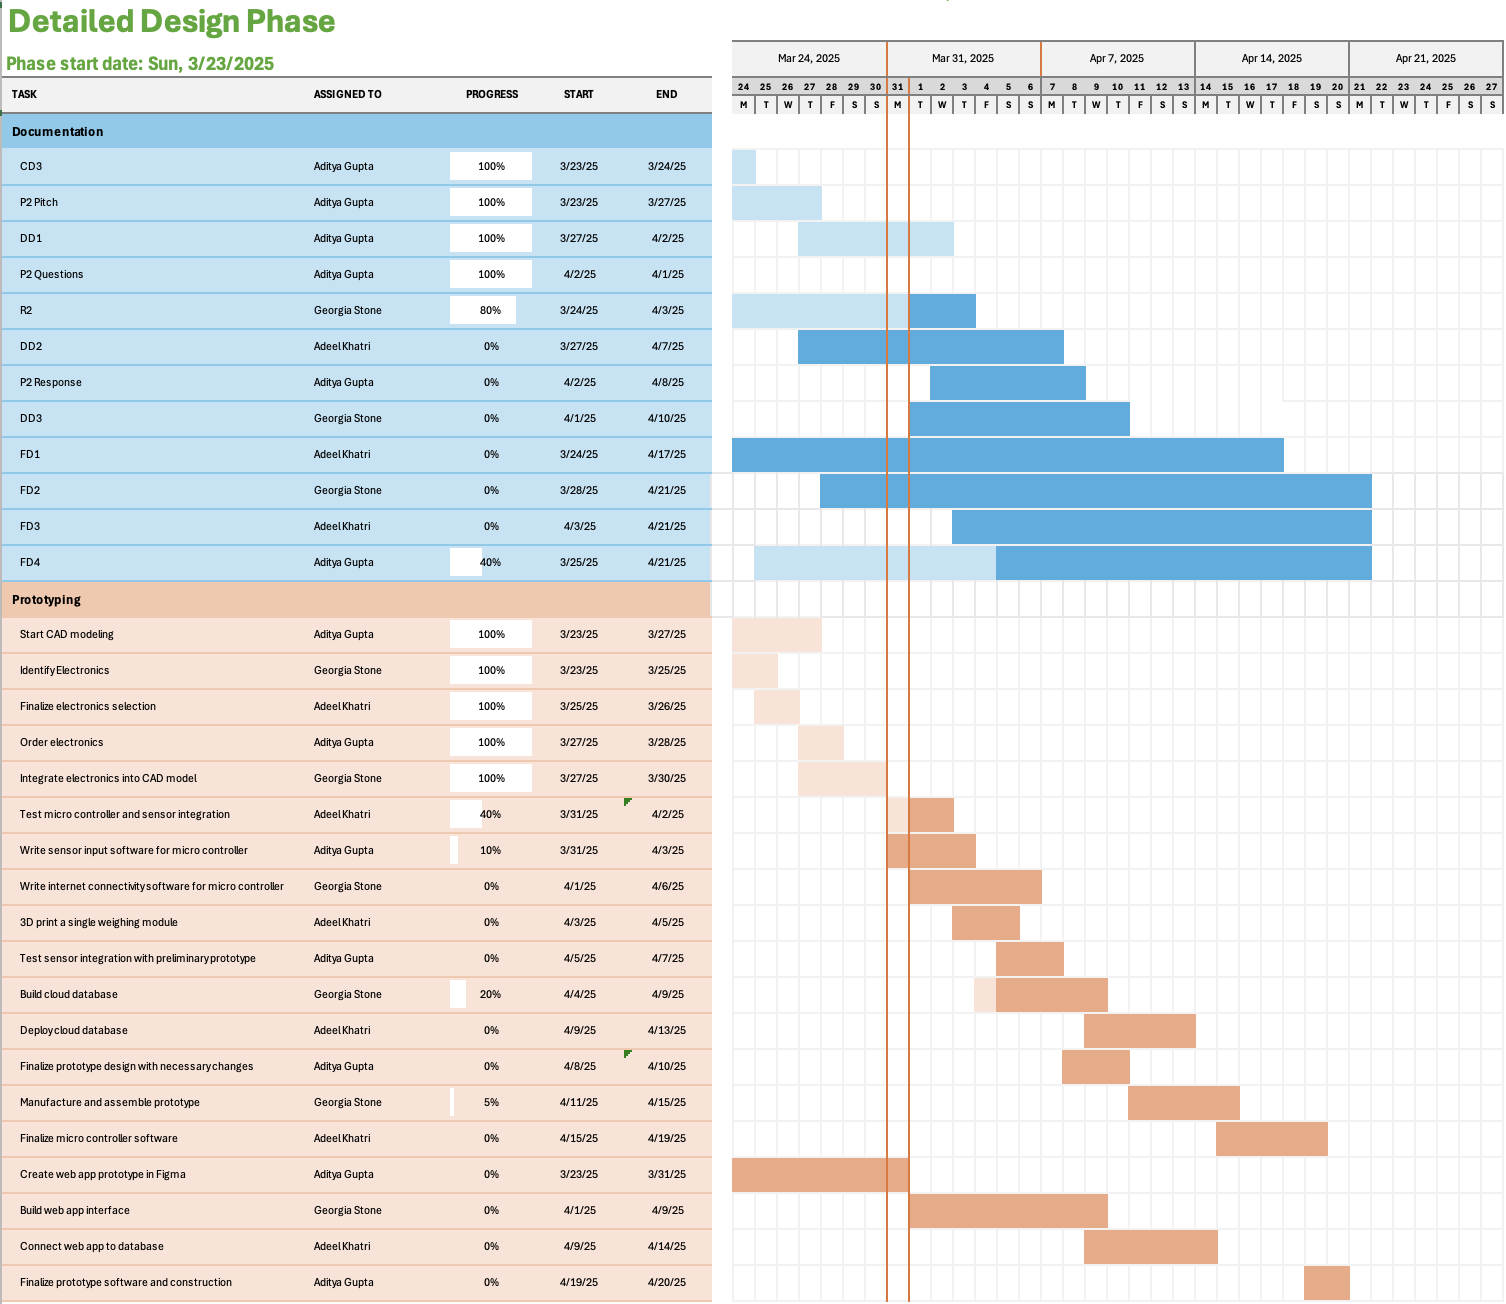 Detailed Design Phase
Phase start date: Sun, 3/23/2025
Mar 24, 2025 Mar 31, 2025 Apr 7, 2025 Apr 14, 2025 Apr 21, 2025
24 25 26 27 28 29 30 31 1 2 3 4 5 6 7 8 9 10 11 12 13 14 15 16 17 18 19 20 21 22 23 24 25 26 27
TASK ASSIGNED TO PROGRESS START END
M T W T F S S M T W T F S S M T W T F S S M T W T F S S M T W T F S S
Documentation
CD3 Aditya Gupta 100% 3/23/25 3/24/25
P2 Pitch Aditya Gupta 100% 3/23/25 3/27/25
DD1 Aditya Gupta 100% 3/27/25 4/2/25
P2 Questions Aditya Gupta 100% 4/2/25 4/1/25
R2 Georgia Stone 80% 3/24/25 4/3/25
DD2 Adeel Khatri 0% 3/27/25 4/7/25
P2 Response Aditya Gupta 0% 4/2/25 4/8/25
DD3 Georgia Stone 0% 4/1/25 4/10/25
FD1 Adeel Khatri 0% 3/24/25 4/17/25
FD2 Georgia Stone 0% 3/28/25 4/21/25
FD3 Adeel Khatri 0% 4/3/25 4/21/25
FD4 Aditya Gupta 40% 3/25/25 4/21/25
Prototyping
Start CAD modeling Aditya Gupta 100% 3/23/25 3/27/25
Identify Electronics Georgia Stone 100% 3/23/25 3/25/25
Finalize electronics selection Adeel Khatri 100% 3/25/25 3/26/25
Order electronics Aditya Gupta 100% 3/27/25 3/28/25
Integrate electronics into CAD model Georgia Stone 100% 3/27/25 3/30/25
Test micro controller and sensor integration Adeel Khatri 40% 3/31/25 4/2/25
Write sensor input software for micro controller Aditya Gupta 10% 3/31/25 4/3/25
Write internet connectivity software for micro controller Georgia Stone 0% 4/1/25 4/6/25
3D print a single weighing module Adeel Khatri 0% 4/3/25 4/5/25
Test sensor integration with preliminary prototype Aditya Gupta 0% 4/5/25 4/7/25
Build cloud database Georgia Stone 20% 4/4/25 4/9/25
Deploy cloud database Adeel Khatri 0% 4/9/25 4/13/25
Finalize prototype design with necessary changes Aditya Gupta 0% 4/8/25 4/10/25
Manufacture and assemble prototype Georgia Stone 5% 4/11/25 4/15/25
Finalize micro controller software Adeel Khatri 0% 4/15/25 4/19/25
Create web app prototype in Figma Aditya Gupta 0% 3/23/25 3/31/25
Build web app interface Georgia Stone 0% 4/1/25 4/9/25
Connect web app to database Adeel Khatri 0% 4/9/25 4/14/25
Finalize prototype software and construction Aditya Gupta 0% 4/19/25 4/20/25